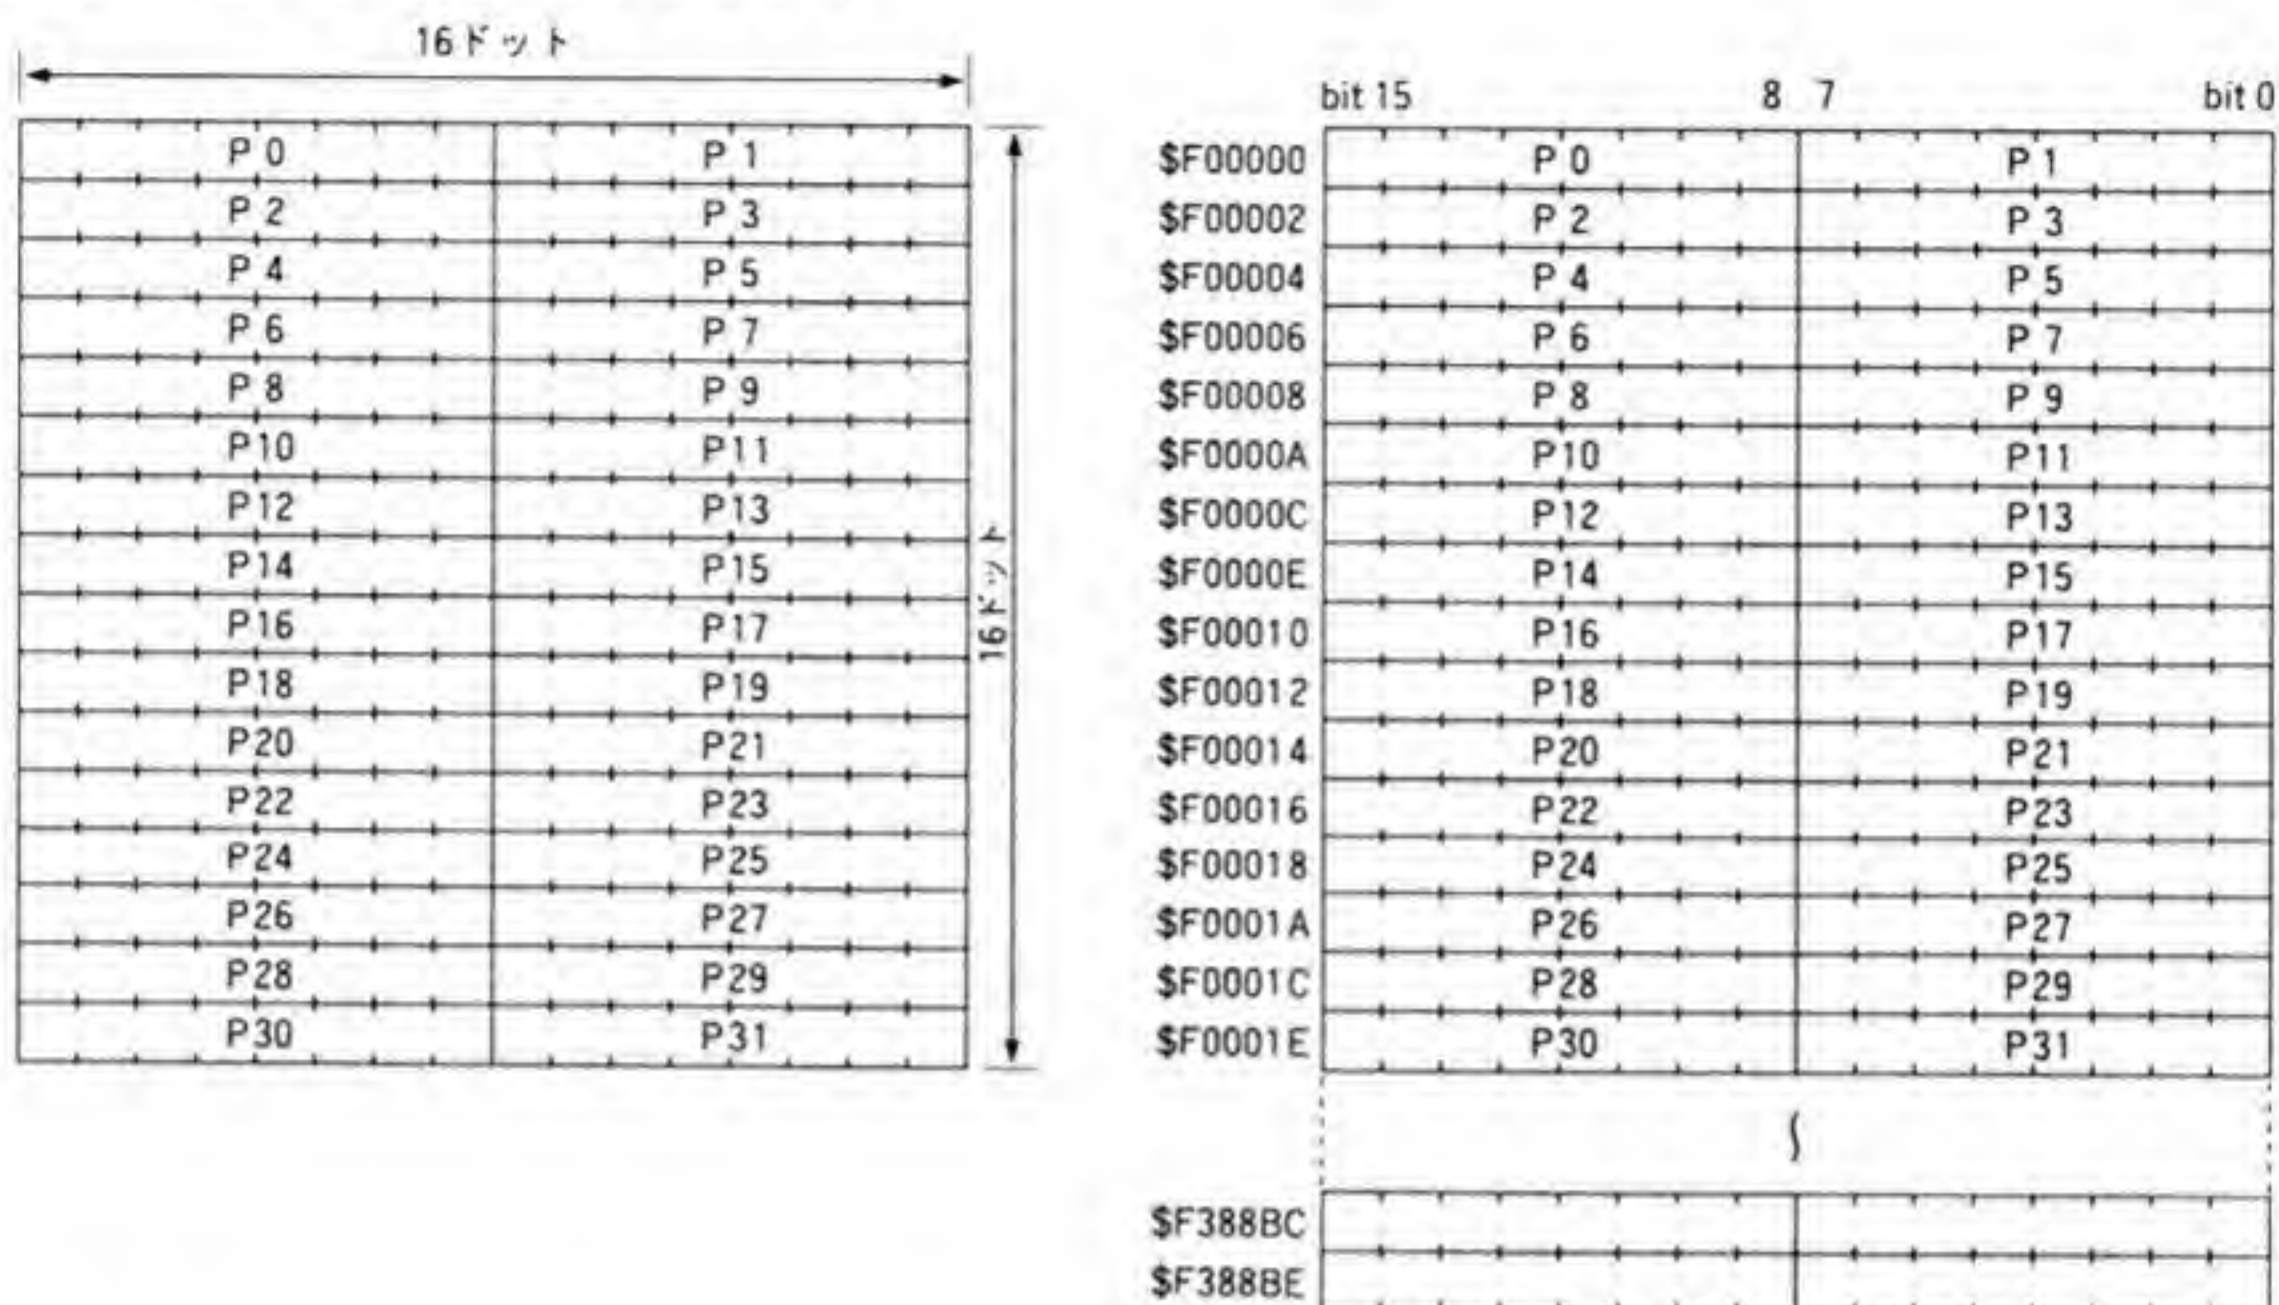 16ドット
P 0 P 1
P 2 P 3
P 4 P 5
P 6 P 7
P 8 P 9
P10 P11
P12 P13
P14 P15
P16 P17
P18 P19
P20 P21
P22 P23
P24 P25
P26 P27
P28 P29
P30 P31
16ドット
bit 15 8 7 bit 0
$F00000 P 0 P 1
$F00002 P 2 P 3
$F00004 P 4 P 5
$F00006 P 6 P 7
$F00008 P 8 P 9
$F0000A P10 P11
$F0000C P12 P13
$F0000E P14 P15
$F00010 P16 P17
$F00012 P18 P19
$F00014 P20 P21
$F00016 P22 P23
$F00018 P24 P25
$F0001A P26 P27
$F0001C P28 P29
$F0001E P30 P31
$F388BC
$F388BE